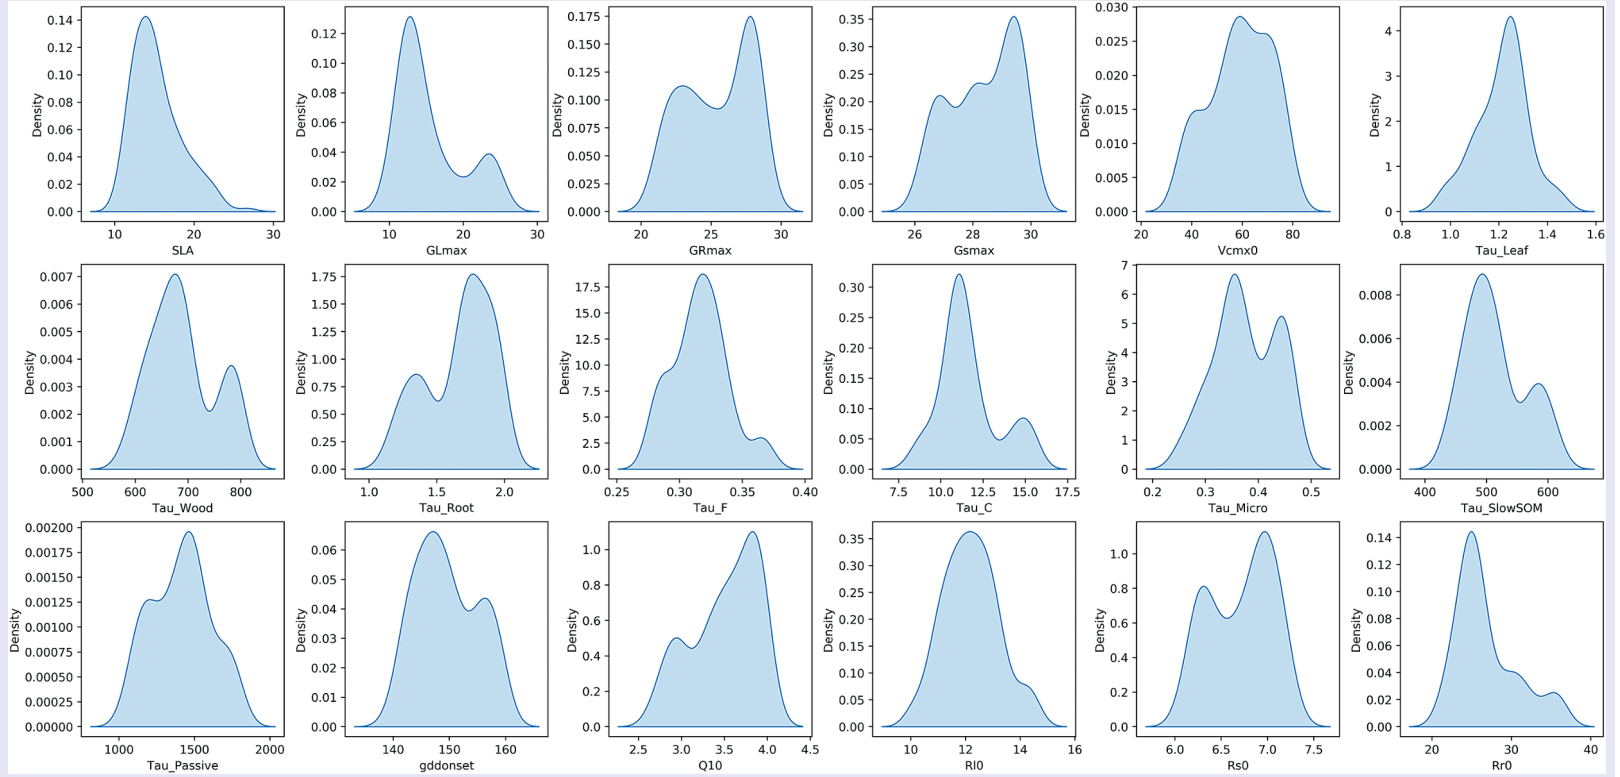 Density
0.14
0.12
0.10
0.08
0.06
0.04
0.02
0.00
10 20 30
SLA
Density
0.12
0.10
0.08
0.06
0.04
0.02
0.00
10 20 30
GLmax
Density
0.175
0.150
0.125
0.100
0.075
0.050
0.025
0.000
20 25 30
GRmax
Density
0.35
0.30
0.25
0.20
0.15
0.10
0.05
0.00
26 28 30
Gsmax
Density
0.030
0.025
0.020
0.015
0.010
0.005
0.000
20 40 60 80
Vcmx0
Density
4
3
2
1
0
0.8 1.0 1.2 1.4 1.6
Tau_Leaf
Density
0.007
0.006
0.005
0.004
0.003
0.002
0.001
0.000
500 600 700 800
Tau_Wood
Density
1.75
1.50
1.25
1.00
0.75
0.50
0.25
0.00
1.0 1.5 2.0
Tau_Root
Density
17.5
15.0
12.5
10.0
7.5
5.0
2.5
0.0
0.25 0.30 0.35 0.40
Tau_F
Density
0.30
0.25
0.20
0.15
0.10
0.05
0.00
7.5 10.0 12.5 15.0 17.5
Tau_C
Density
7
6
5
4
3
2
1
0
0.2 0.3 0.4 0.5
Tau_Micro
Density
0.008
0.006
0.004
0.002
0.000
400 500 600
Tau_SlowSOM
Density
0.00200
0.00175
0.00150
0.00125
0.00100
0.00075
0.00050
0.00025
0.00000
1000 1500 2000
Tau_Passive
Density
0.06
0.05
0.04
0.03
0.02
0.01
0.00
140 150 160
gddonset
Density
1.0
0.8
0.6
0.4
0.2
0.0
2.5 3.0 3.5 4.0 4.5
Q10
Density
0.35
0.30
0.25
0.20
0.15
0.10
0.05
0.00
10 12 14 16
Rl0
Density
1.0
0.8
0.6
0.4
0.2
0.0
6.0 6.5 7.0 7.5
Rs0
Density
0.14
0.12
0.10
0.08
0.06
0.04
0.02
0.00
20 30 40
Rr0